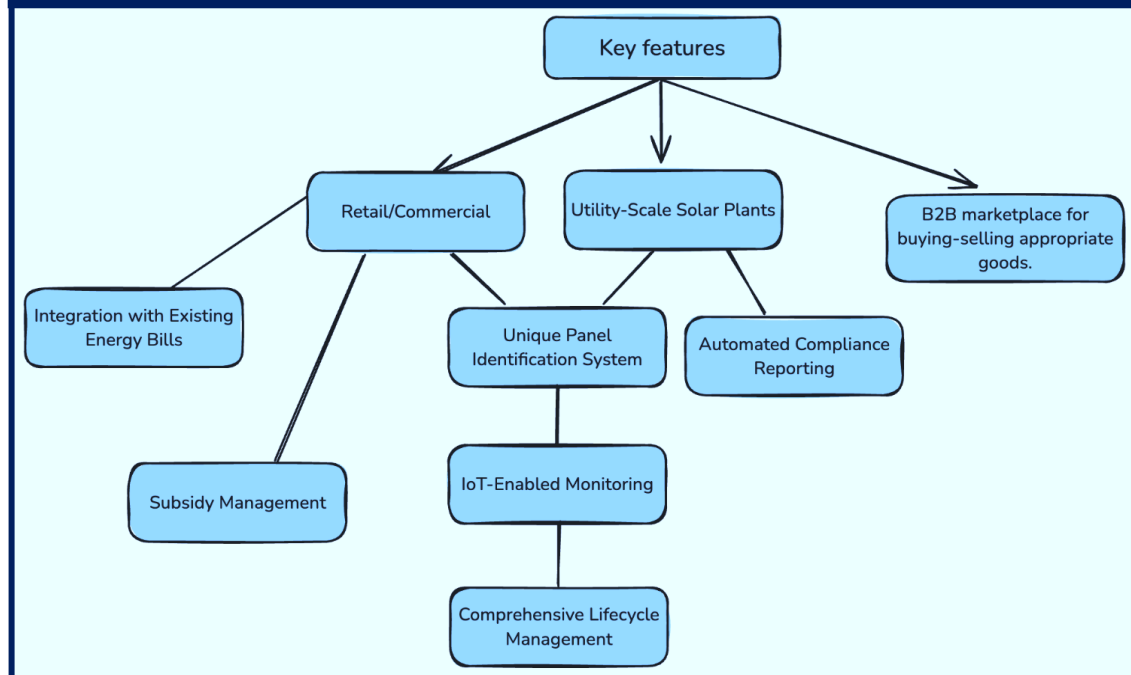 Key features
Retail/Commercial
Utility-Scale Solar Plants
B2B marketplace for
buying-selling appropriate
goods.
Integration with Existing
Energy Bills
Unique Panel
Identification System
Automated Compliance
Reporting
Subsidy Management
IoT-Enabled Monitoring
Comprehensive Lifecycle
Management